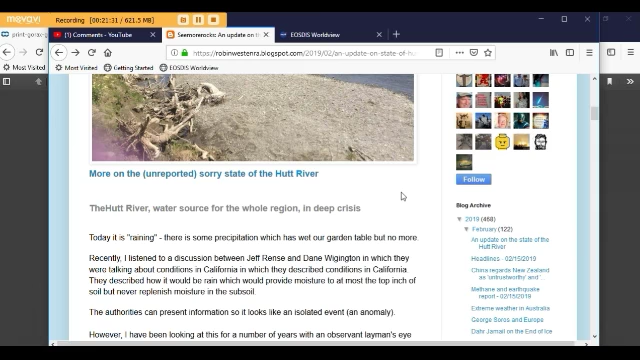 movavi
Recording 00:21:31 / 621.5 MB
print-gorox
(1) Comments - YouTube
Seemorerocks: An update on th
EOSDIS Worldview
https://robinwestenra.blogspot.com/2019/02/an-update-on-state-of-hu
Most Visited
Most Visited Getting Started EOSDIS Worldview
More on the (unreported) sorry state of the Hutt River
TheHutt River, water source for the whole region, in deep crisis
Today it is "raining" - there is some precipitation which has wet our garden table but no more.
Recently, I listened to a discussion between Jeff Rense and Dane Wigington in which they
were talking about conditions in California in which they described conditions in California.
They described how it would be rain which would provide moisture to at most the top inch of
soil but never replenish moisture in the subsoil.
The authorities can present information so it looks like an isolated event (an anomaly).
However, I have been looking at this for a number of years with an observant layman's eye
Follow
Blog Archive
2019 (468)
February (122)
An update on the state of the
Hutt River
Headlines - 02/15/2019
China regards New Zealand
as 'untrustworthy' and '
Methane and earthquake
report - 02/15/2019
Extreme weather in Australia
George Soros and Europe
Dahr Jamail on the End of Ice